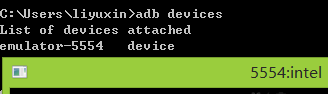 C:\Users\liyuxin>adb devices
List of devices attached
emulator-5554   device
5554:intel